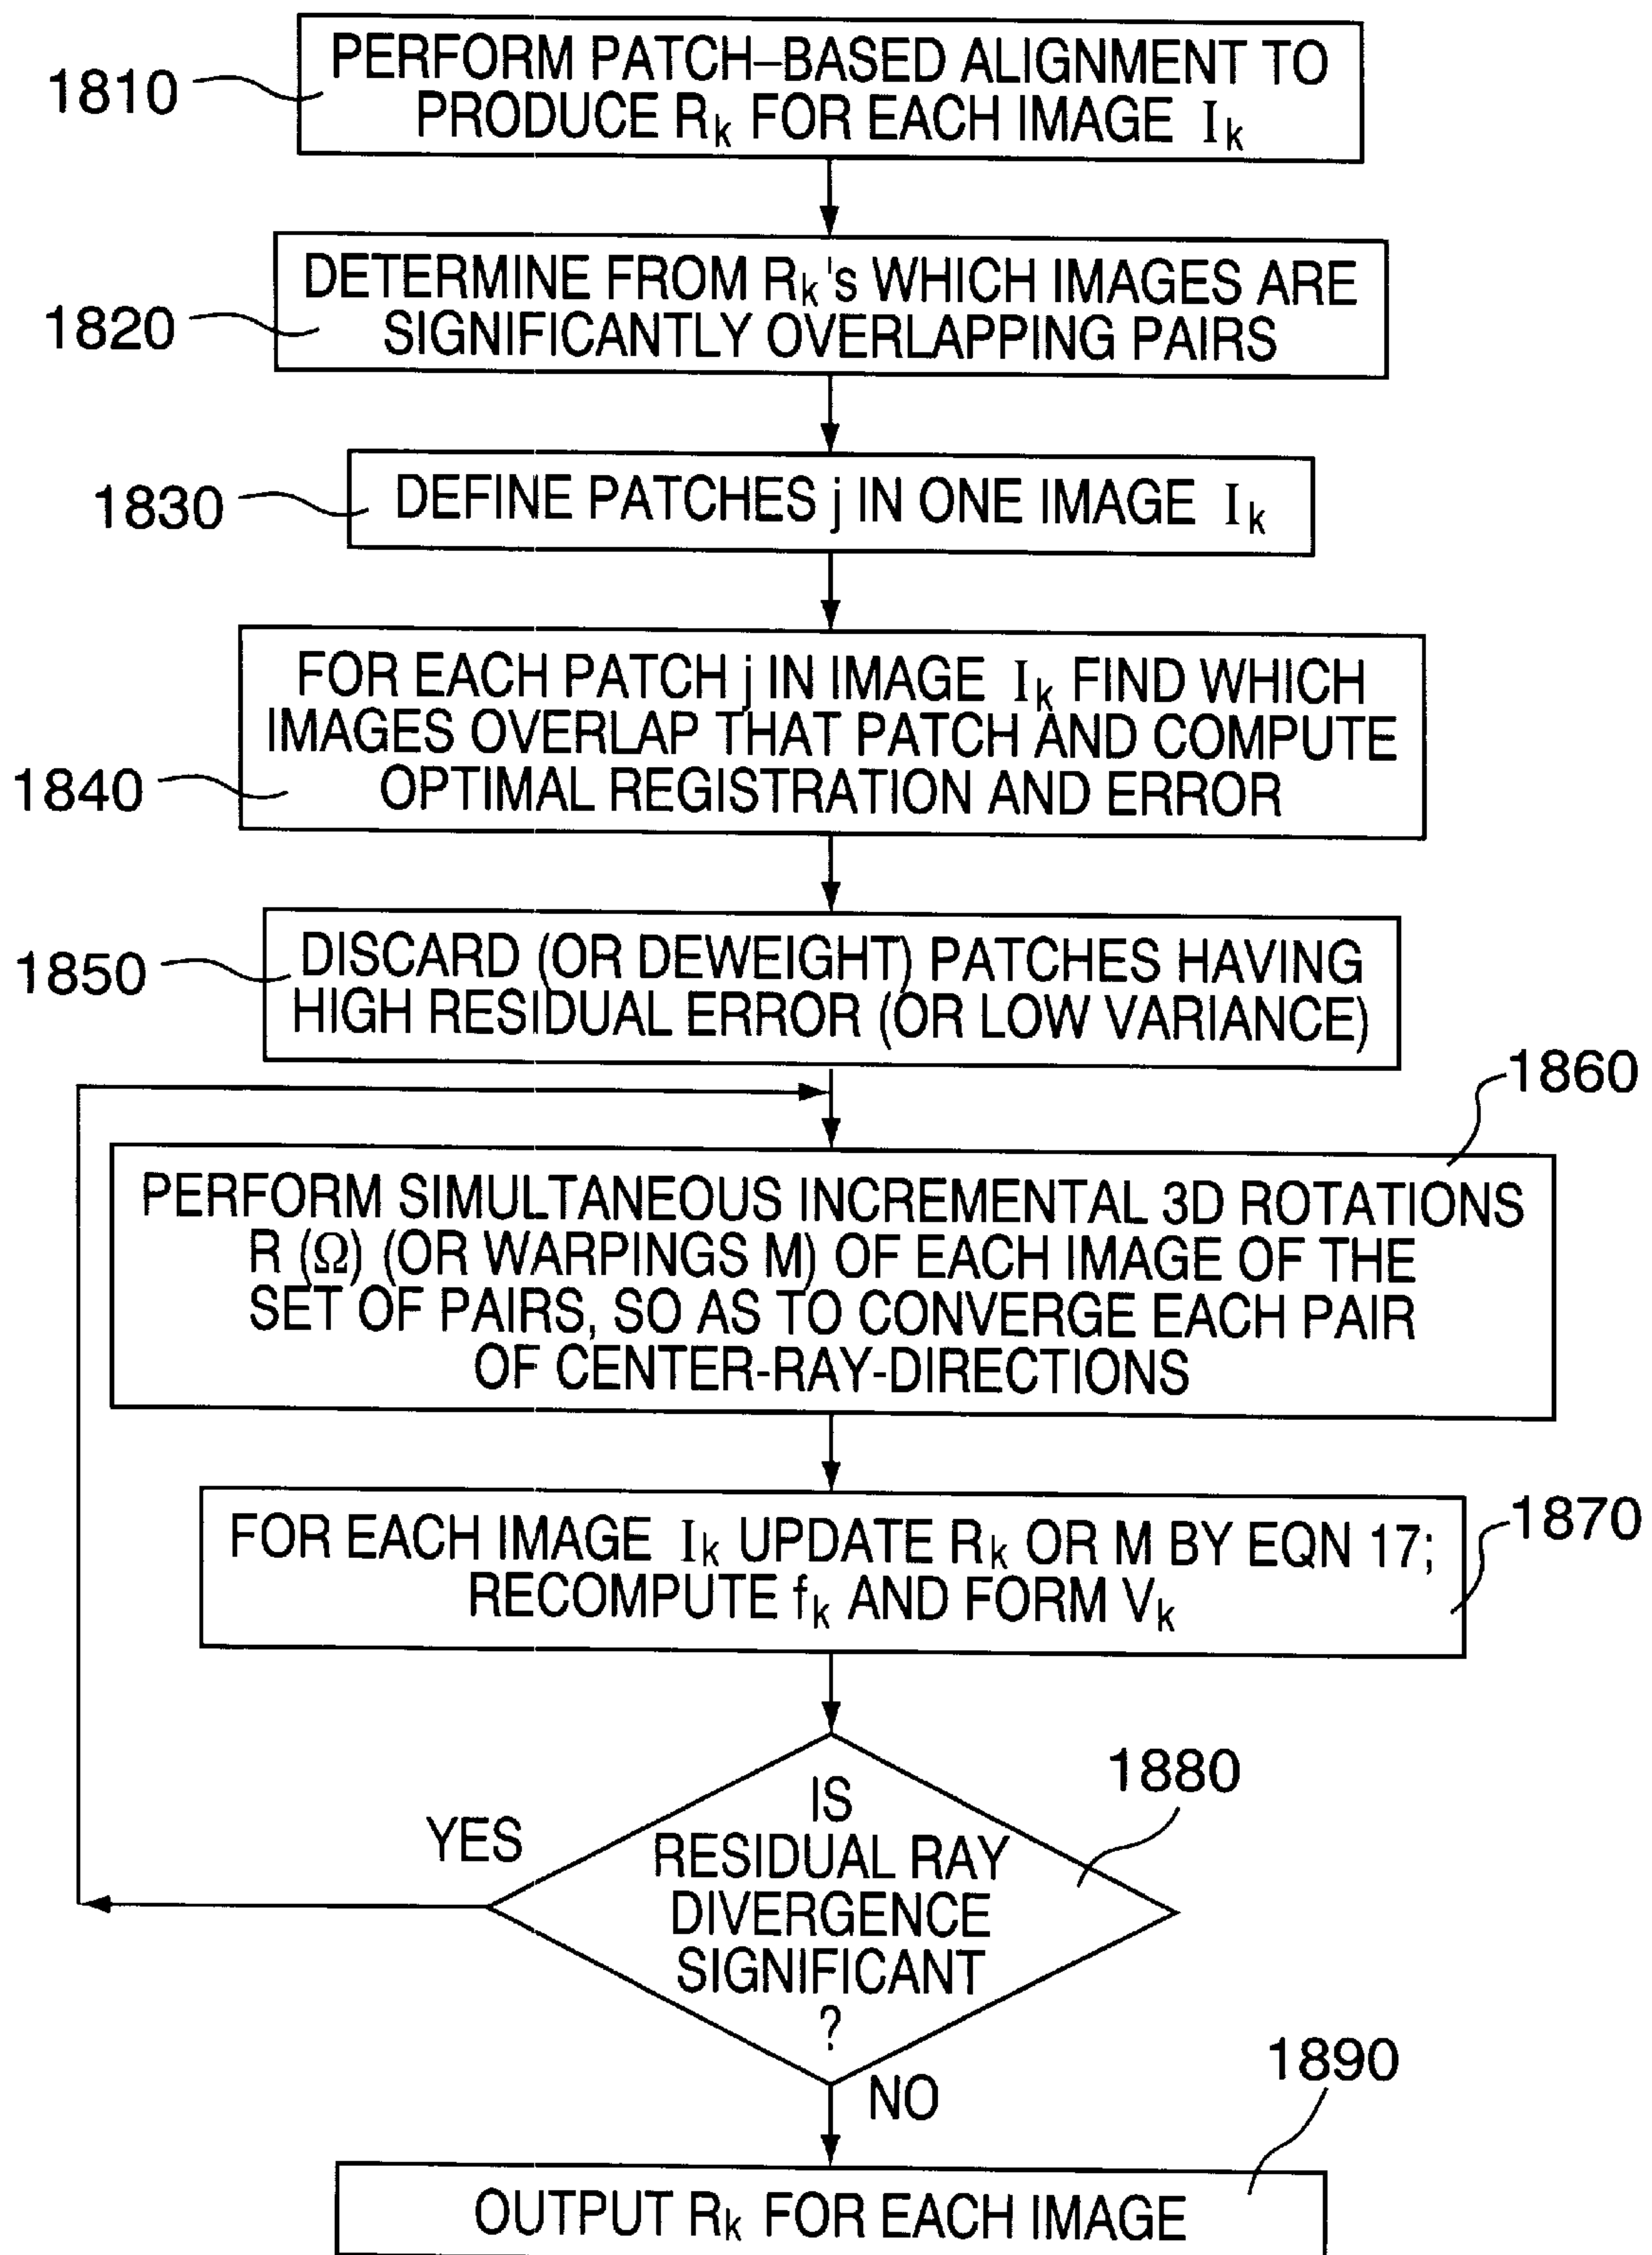 1810
PERFORM PATCH–BASED ALIGNMENT TO
PRODUCE Rk FOR EACH IMAGE Ik
1820
DETERMINE FROM Rk's WHICH IMAGES ARE
SIGNIFICANTLY OVERLAPPING PAIRS
1830
DEFINE PATCHES j IN ONE IMAGE Ik
1840
FOR EACH PATCH j IN IMAGE Ik FIND WHICH
IMAGES OVERLAP THAT PATCH AND COMPUTE
OPTIMAL REGISTRATION AND ERROR
1850
DISCARD (OR DEWEIGHT) PATCHES HAVING
HIGH RESIDUAL ERROR (OR LOW VARIANCE)
1860
PERFORM SIMULTANEOUS INCREMENTAL 3D ROTATIONS
R (Ω) (OR WARPINGS M) OF EACH IMAGE OF THE
SET OF PAIRS, SO AS TO CONVERGE EACH PAIR
OF CENTER-RAY-DIRECTIONS
1870
FOR EACH IMAGE Ik UPDATE Rk OR M BY EQN 17;
RECOMPUTE fk AND FORM Vk
1880
IS
RESIDUAL RAY
DIVERGENCE
SIGNIFICANT
?
YES
NO
1890
OUTPUT Rk FOR EACH IMAGE